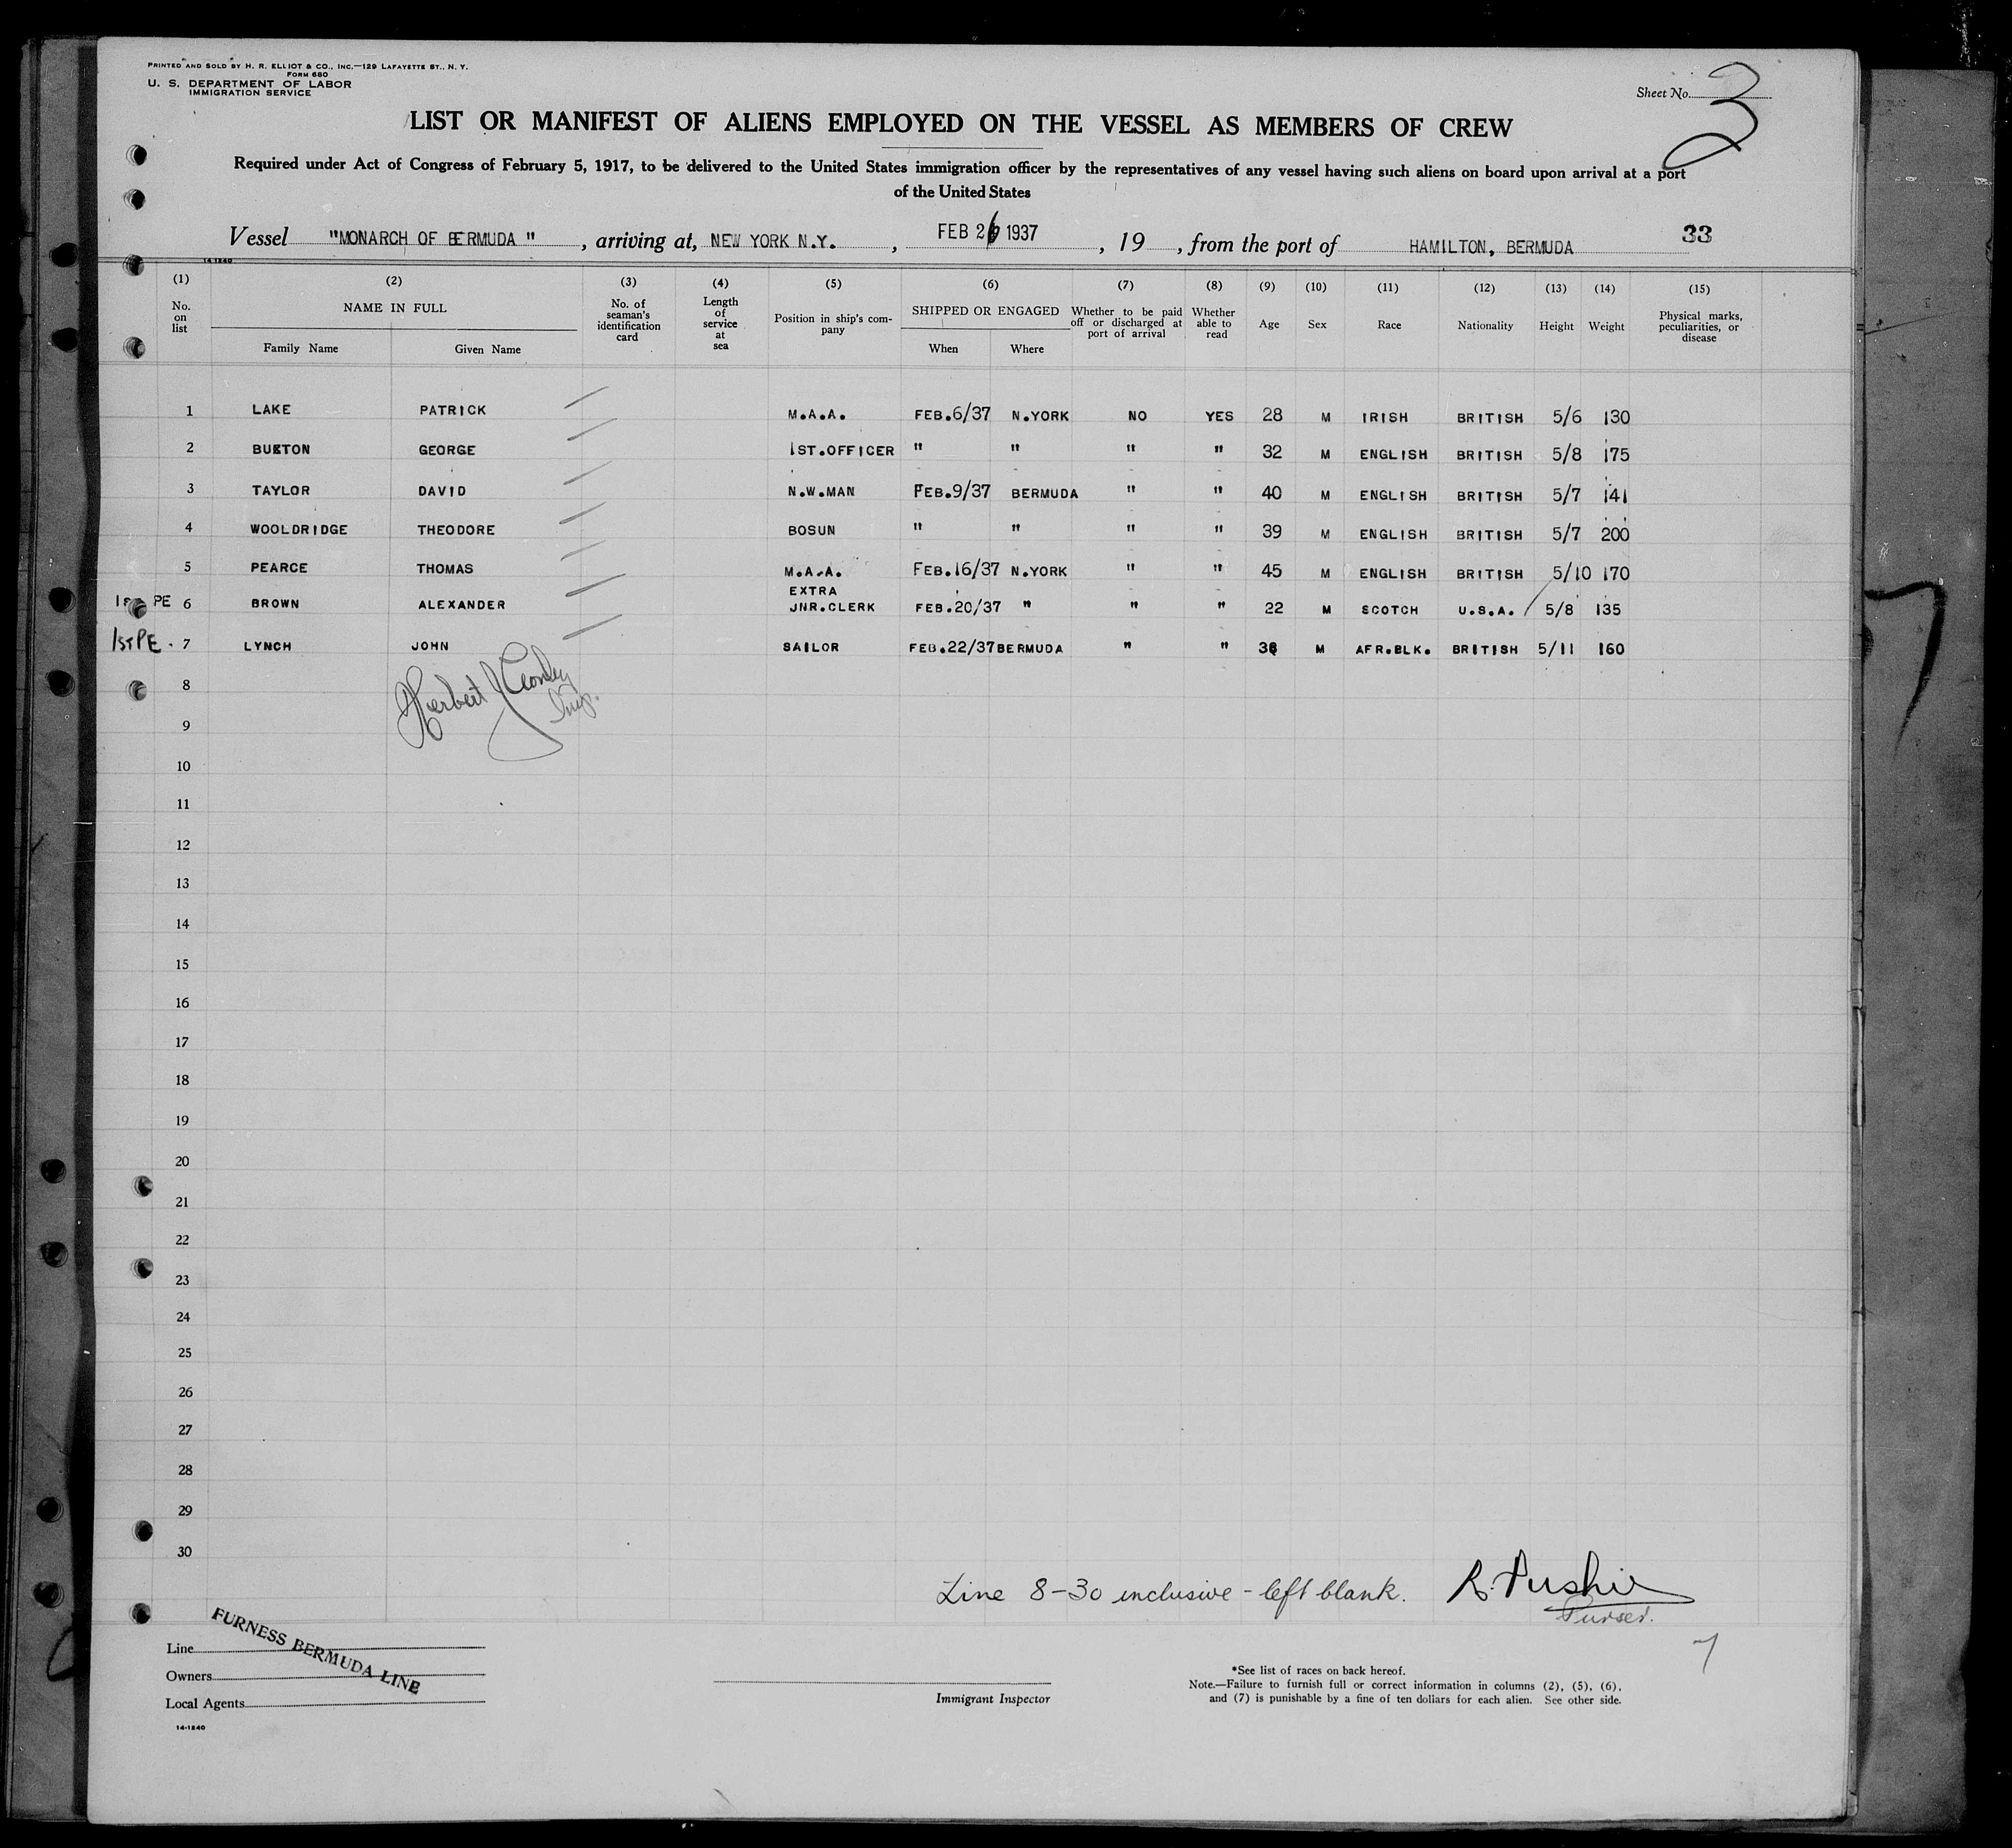 PRINTED AND SOLD BY H. R. ELLIOT & CO., INC.—129 LAFAYETTE ST., N. Y.
FORM 680
U. S. DEPARTMENT OF LABOR
IMMIGRATION SERVICE
Sheet No. 3
LIST OR MANIFEST OF ALIENS EMPLOYED ON THE VESSEL AS MEMBERS OF CREW
Required under Act of Congress of February 5, 1917, to be delivered to the United States immigration officer by the representatives of any vessel having such aliens on board upon arrival at a port
of the United States
Vessel "MONARCH OF BERMUDA", arriving at, NEW YORK N.Y., FEB 26 1937, 19, from the port of HAMILTON, BERMUDA 33
14-1240
(1) (2) (3) (4) (5) (6) (7) (8) (9) (10) (11) (12) (13) (14) (15)
No. on list NAME IN FULL Family Name Given Name No. of seaman's identification card Length of service at sea Position in ship's company SHIPPED OR ENGAGED When Where Whether to be paid off or discharged at port of arrival Whether able to read Age Sex Race Nationality Height Weight Physical marks, peculiarities, or disease
1 LAKE PATRICK M.A.A. FEB.6/37 N.YORK NO YES 28 M IRISH BRITISH 5/6 130
2 BURTON GEORGE 1ST.OFFICER " " " " 32 M ENGLISH BRITISH 5/8 175
3 TAYLOR DAVID N.W.MAN FEB.9/37 BERMUDA " " 40 M ENGLISH BRITISH 5/7 141
4 WOOLDRIDGE THEODORE BOSUN " " " " 39 M ENGLISH BRITISH 5/7 200
5 PEARCE THOMAS M.A.A. FEB.16/37 N.YORK " " 45 M ENGLISH BRITISH 5/10 170
PE 6 BROWN ALEXANDER EXTRA JNR.CLERK FEB.20/37 " " " 22 M SCOTCH U.S.A. 5/8 135
1st PE. 7 LYNCH JOHN SAILOR FEB.22/37 BERMUDA " " M AFR.BLK. BRITISH 5/11 160
Herbert J
Insp.
8
9
10
11
12
13
14
15
16
17
18
19
20
21
22
23
24
25
26
27
28
29
30
Line 8-30 inclusive - left blank.
Purser.
7
FURNESS BERMUDA LINE
Line
Owners
Local Agents
14-1240
Immigrant Inspector
*See list of races on back hereof.
Note.—Failure to furnish full or correct information in columns (2), (5), (6),
and (7) is punishable by a fine of ten dollars for each alien. See other side.